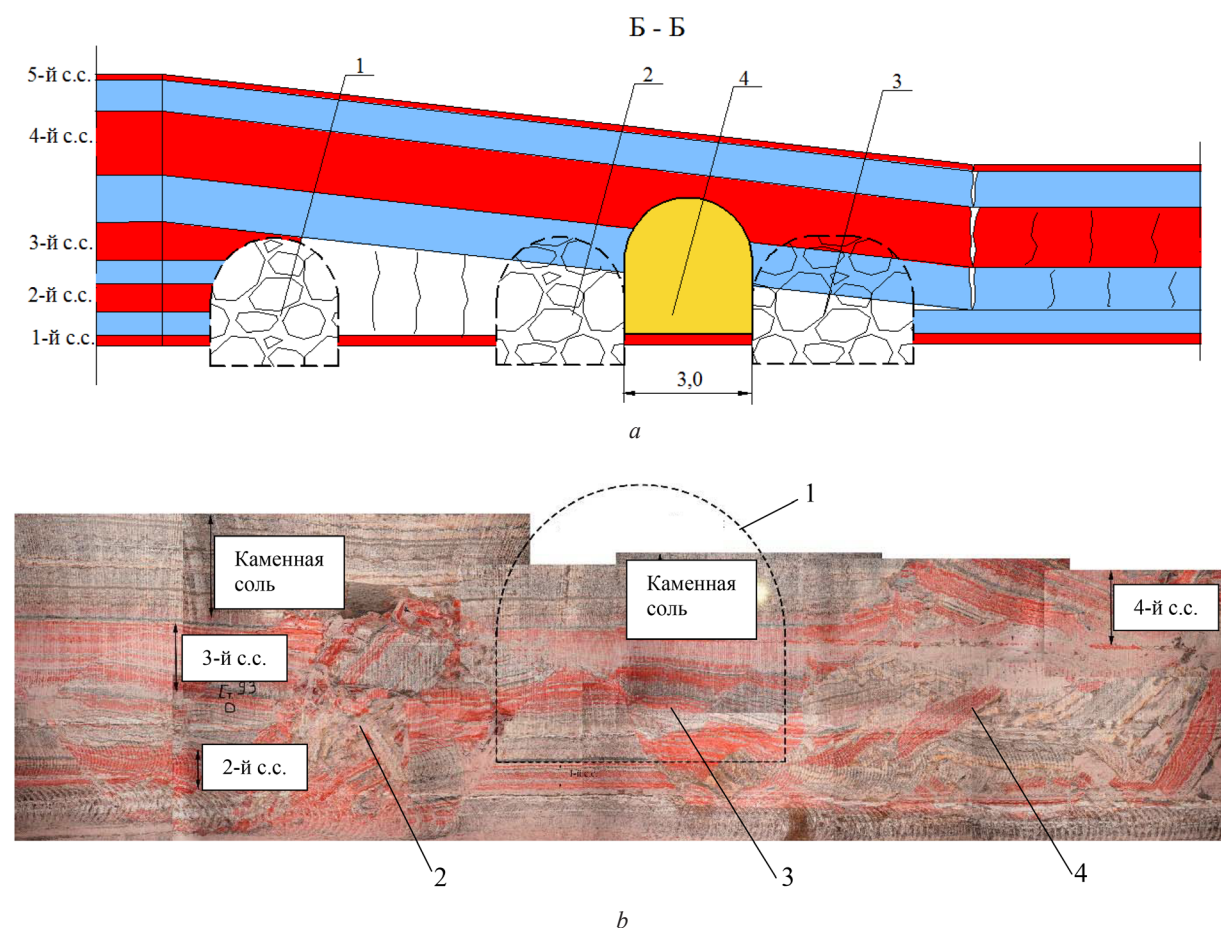 Б - Б
5-й с.с.
4-й с.с.
3-й с.с.
2-й с.с.
1-й с.с.
1
2
4
3
3,0
a
1
Каменная
соль
Каменная
соль
4-й с.с.
3-й с.с.
2-й с.с.
1-й с.с.
2
3
4
b